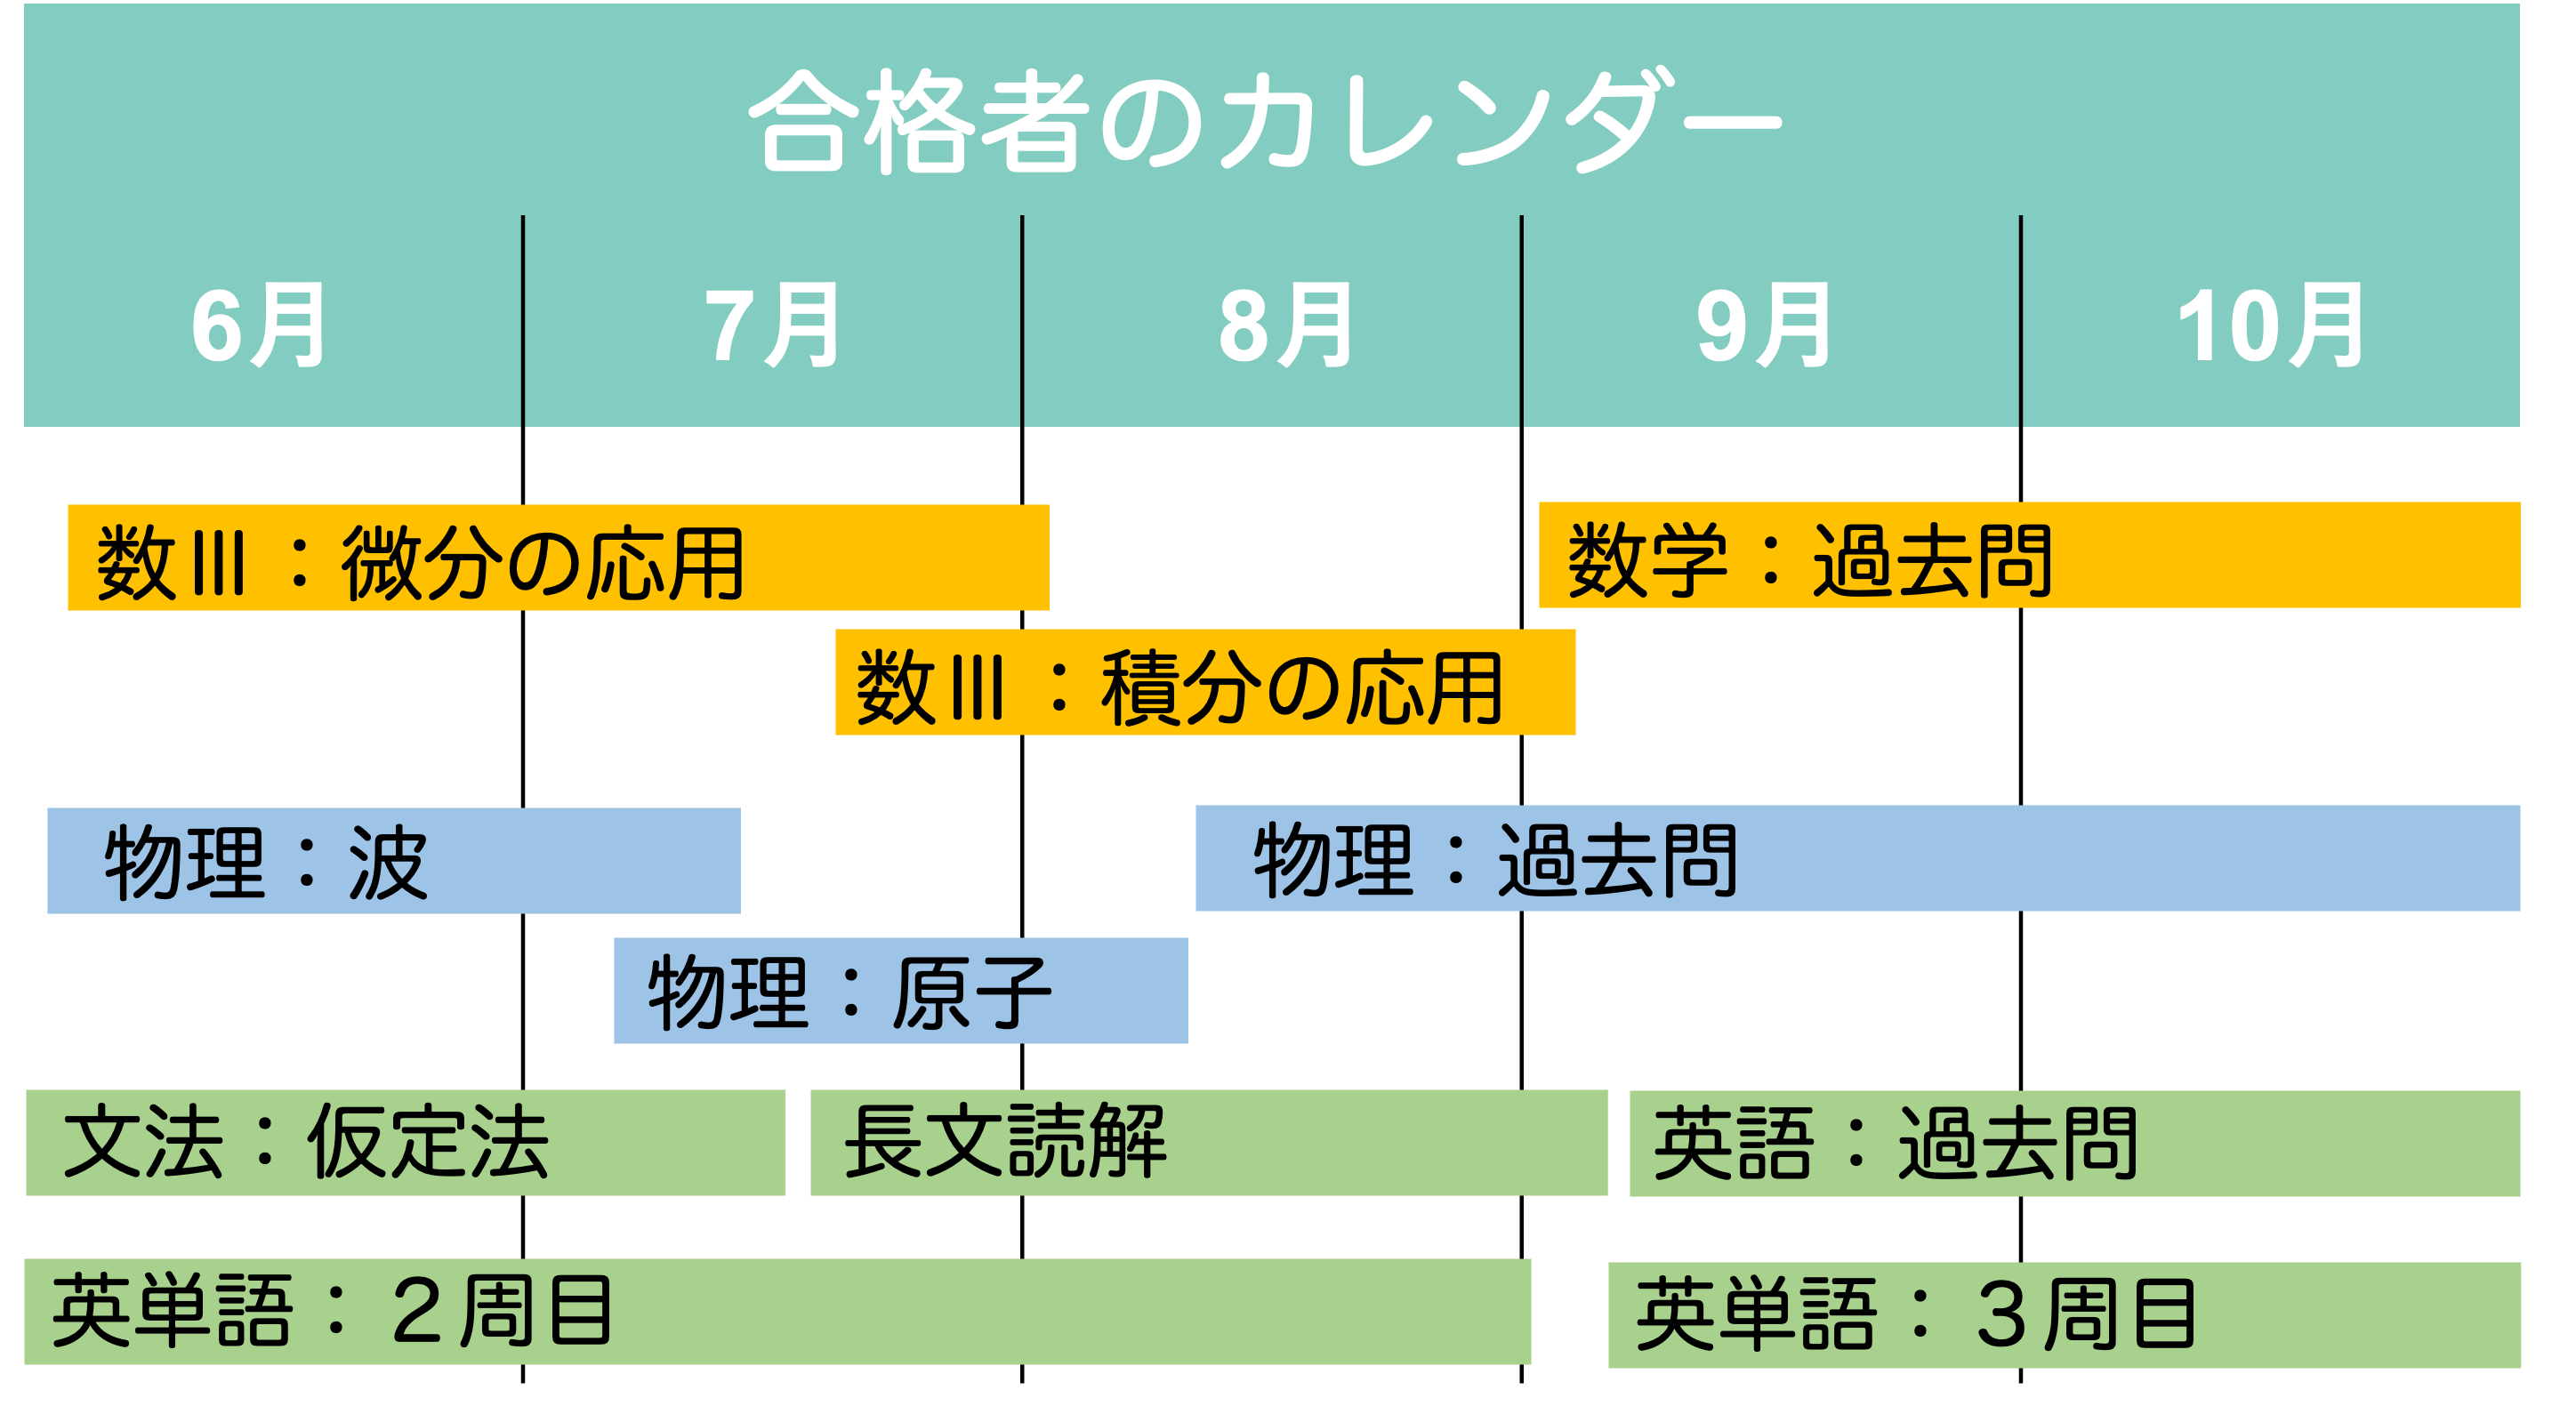 合格者のカレンダー
6月 7月 8月 9月 10月
数Ⅲ：微分の応用 数学：過去問
数Ⅲ：積分の応用
物理：波 物理：過去問
物理：原子
文法：仮定法 長文読解 英語：過去問
英単語：２周目 英単語：３周目